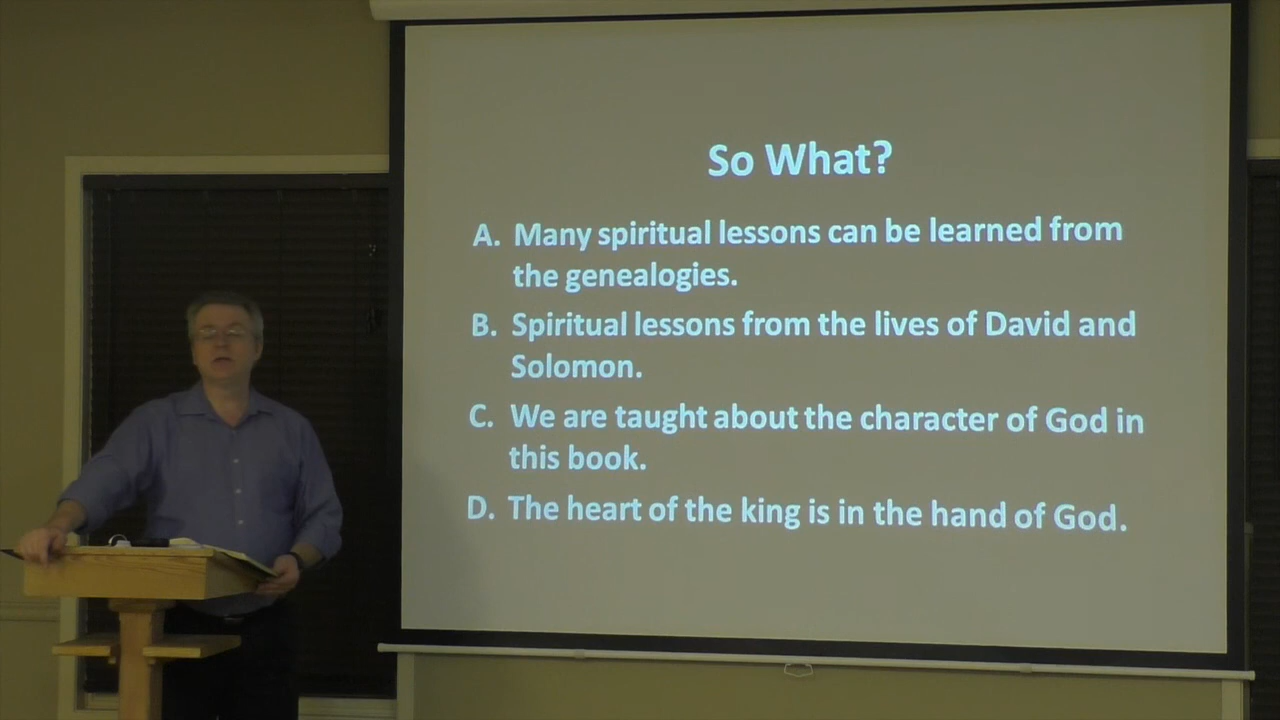 So What?
A. Many spiritual lessons can be learned from
the genealogies.
B. Spiritual lessons from the lives of David and
Solomon.
C. We are taught about the character of God in
this book.
D. The heart of the king is in the hand of God.